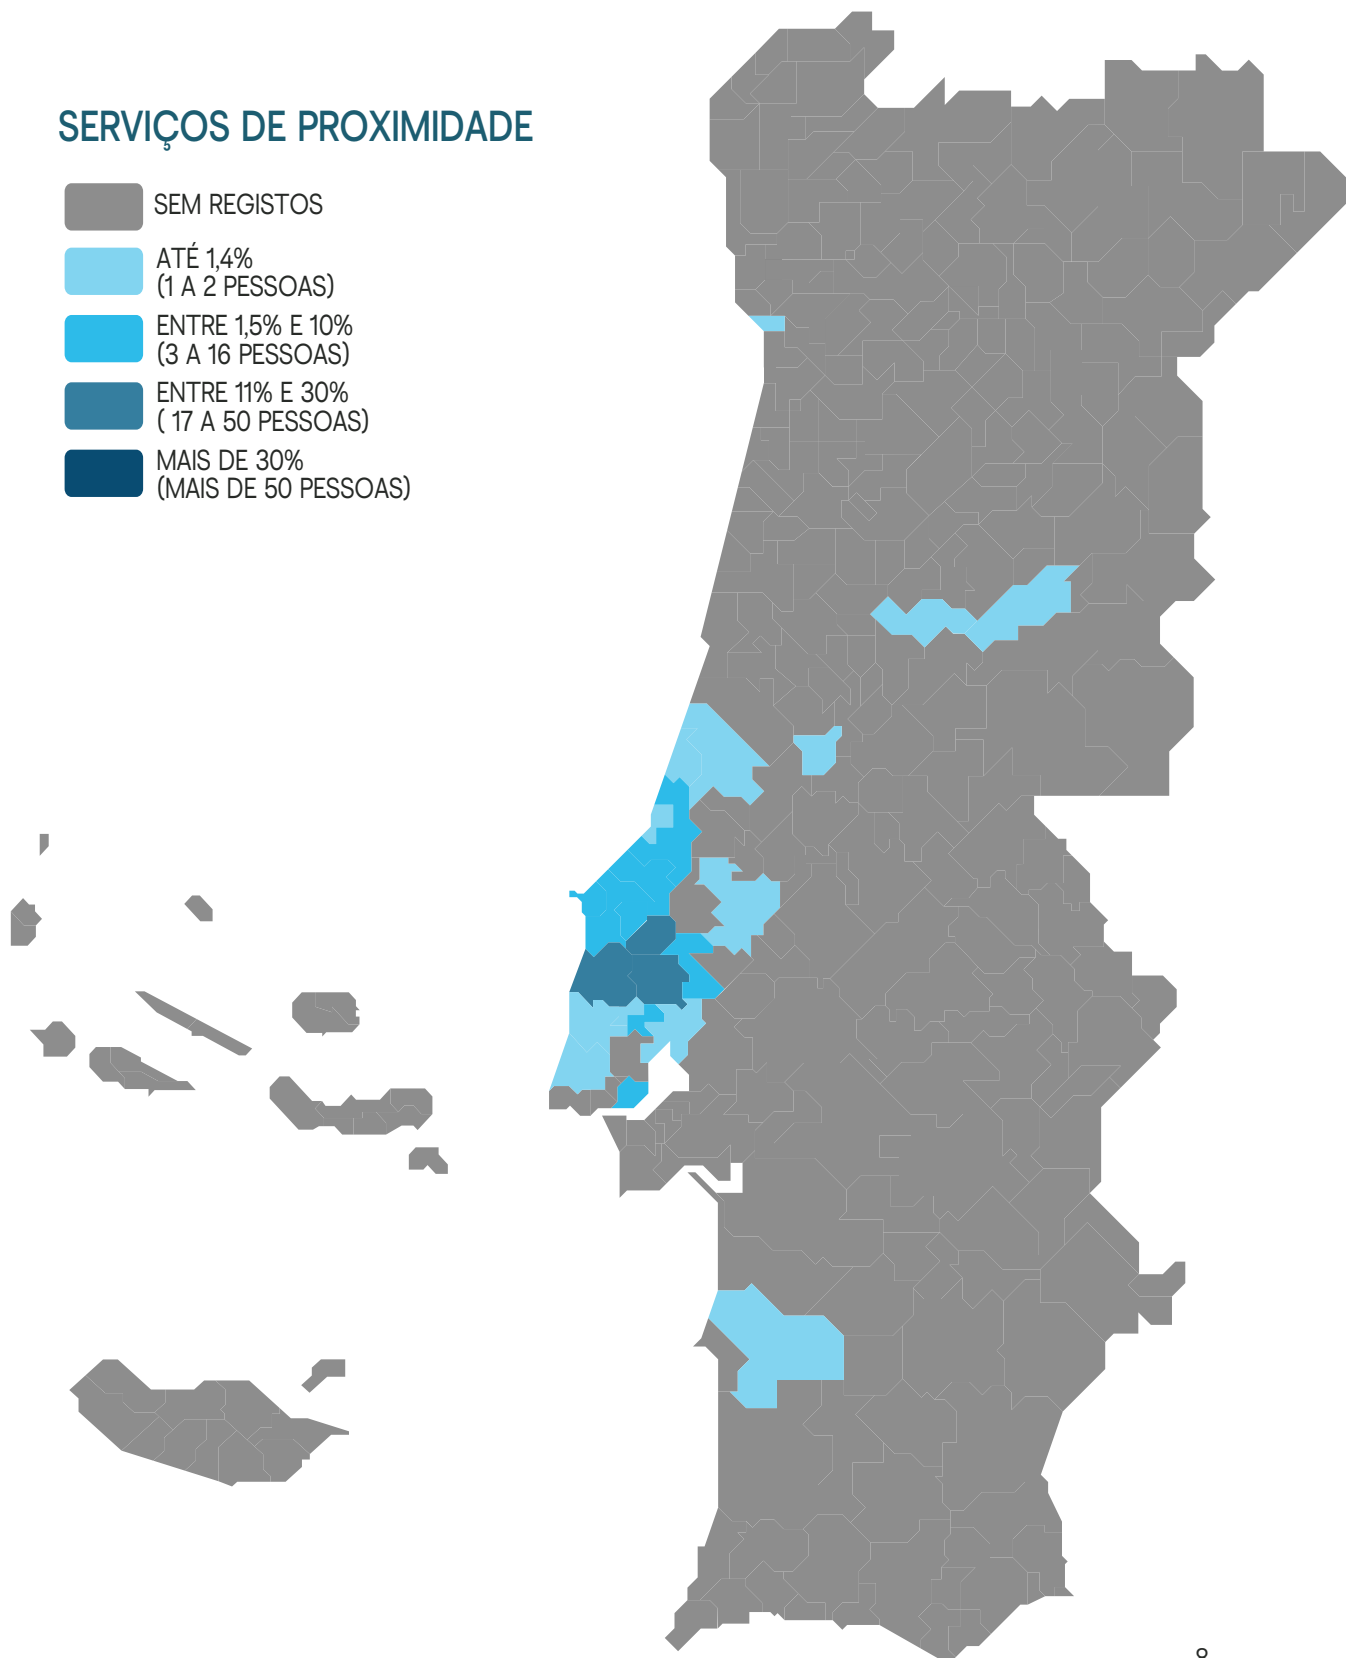 SERVIÇOS DE PROXIMIDADE
SEM REGISTOS
ATÉ 1,4%
(1 A 2 PESSOAS)
ENTRE 1,5% E 10%
(3 A 16 PESSOAS)
ENTRE 11% E 30%
( 17 A 50 PESSOAS)
MAIS DE 30%
(MAIS DE 50 PESSOAS)